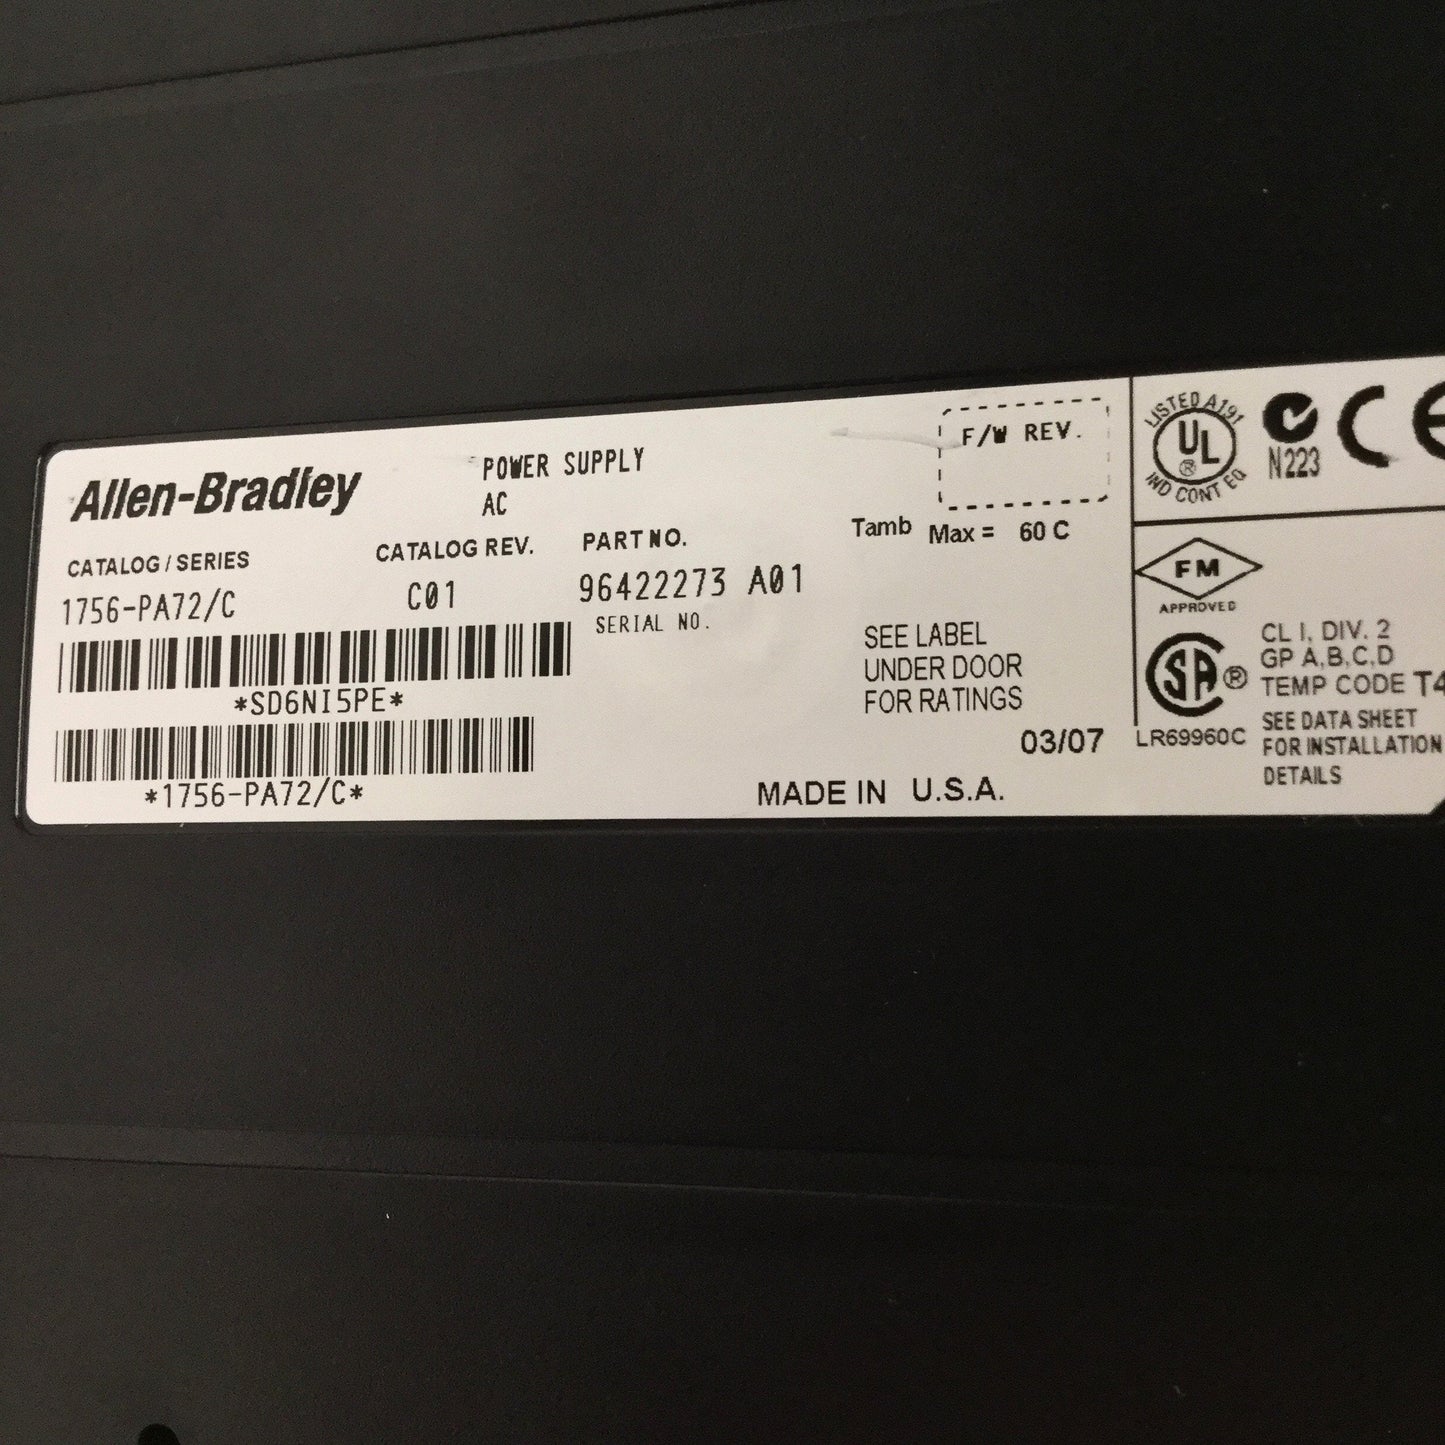 Allen-Bradley
POWER SUPPLY
AC
CATALOG / SERIES
1756-PA72/C
CATALOG REV.
C01
PART NO.
96422273 A01
SERIAL NO.
*SD6NI5PE*
*1756-PA72/C*
F/W REV.
Tamb Max = 60 C
SEE LABEL
UNDER DOOR
FOR RATINGS
03/07
MADE IN U.S.A.
LISTED A191
UL ®
IND CONT EQ
N223
CE
FM
APPROVED
SA ®
LR69960C
CL I, DIV. 2
GP A,B,C,D
TEMP CODE T4
SEE DATA SHEET
FOR INSTALLATION
DETAILS